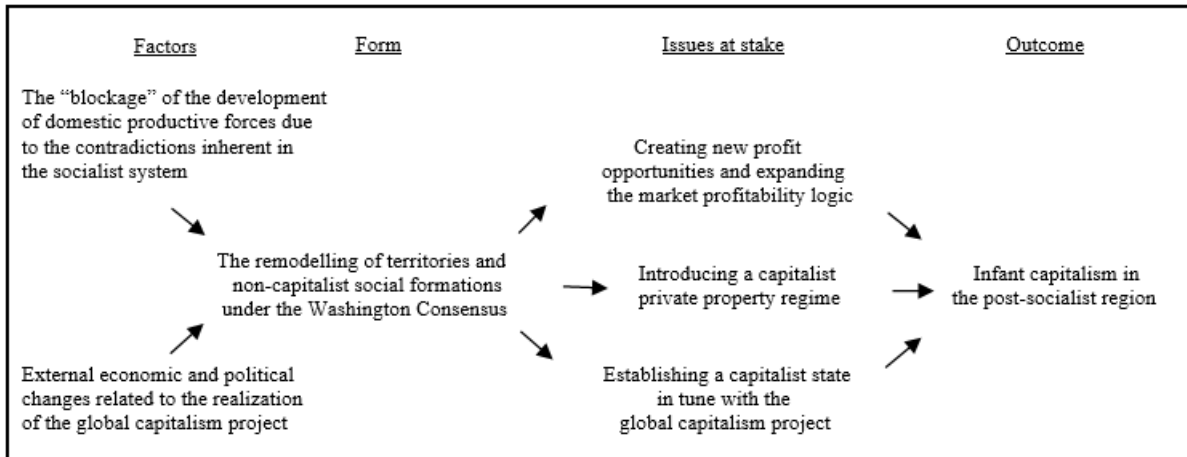 Factors
Form
Issues at stake
Outcome
The “blockage” of the development
of domestic productive forces due
to the contradictions inherent in
the socialist system
External economic and political
changes related to the realization
of the global capitalism project
The remodelling of territories and
non-capitalist social formations
under the Washington Consensus
Creating new profit
opportunities and expanding
the market profitability logic
Introducing a capitalist
private property regime
Establishing a capitalist state
in tune with the
global capitalism project
Infant capitalism in
the post-socialist region